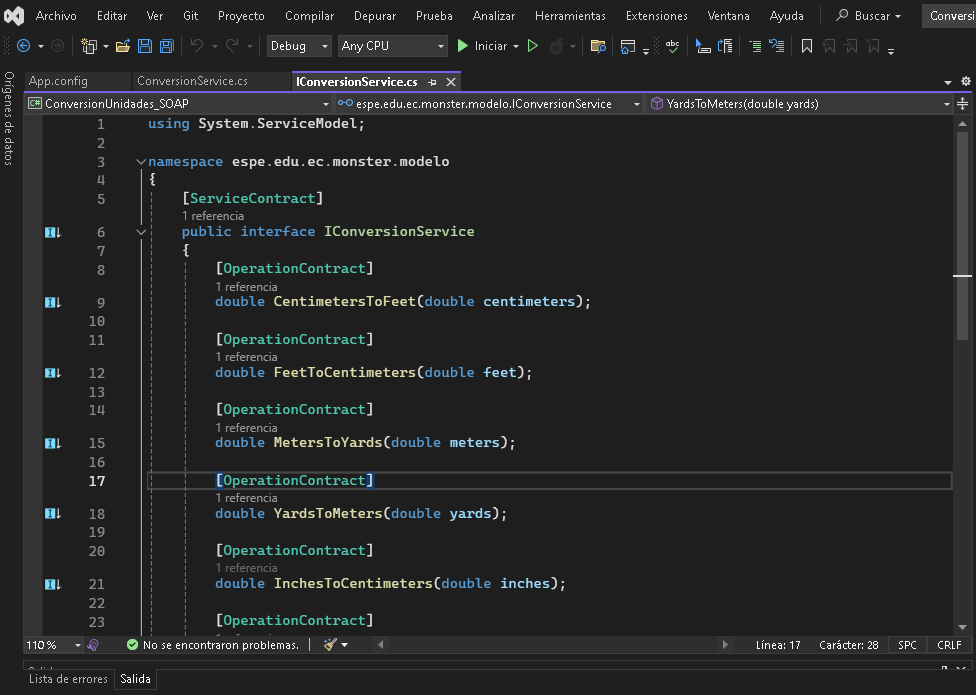 Archivo Editar Ver Git Proyecto Compilar Depurar Prueba Analizar Herramientas Extensiones Ventana Ayuda Buscar Conversi
Debug Any CPU Iniciar
Orígenes de datos
App.config ConversionService.cs IConversionService.cs
C# ConversionUnidades_SOAP espe.edu.ec.monster.modelo.IConversionService YardsToMeters(double yards)
1 using System.ServiceModel;
2
3 namespace espe.edu.ec.monster.modelo
4 {
5 [ServiceContract]
1 referencia
6 public interface IConversionService
7 {
8 [OperationContract]
1 referencia
9 double CentimetersToFeet(double centimeters);
10
11 [OperationContract]
1 referencia
12 double FeetToCentimeters(double feet);
13
14 [OperationContract]
1 referencia
15 double MetersToYards(double meters);
16
17 [OperationContract]
1 referencia
18 double YardsToMeters(double yards);
19
20 [OperationContract]
1 referencia
21 double InchesToCentimeters(double inches);
22
23 [OperationContract]
110 % No se encontraron problemas. Línea: 17 Carácter: 28 SPC CRLF
Lista de errores Salida